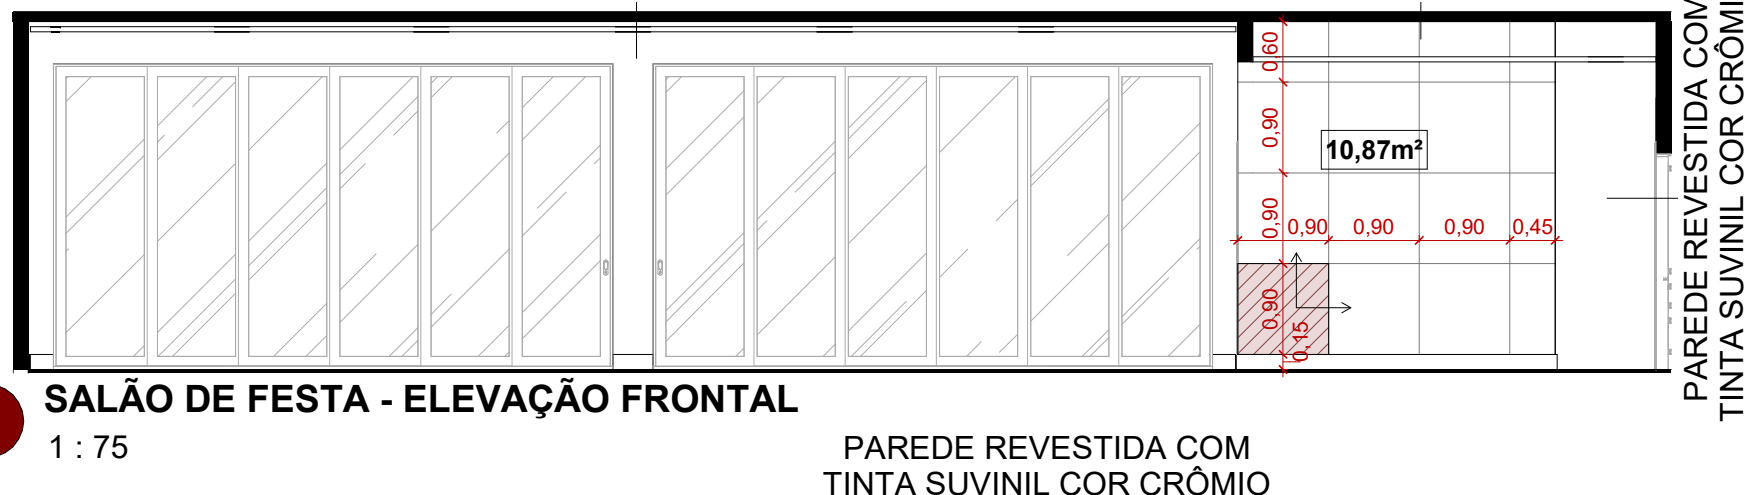 0,60
0,90
10,87m²
0,90
0,90 0,90 0,90 0,45
0,90
0,15
SALÃO DE FESTA - ELEVAÇÃO FRONTAL
1 : 75
PAREDE REVESTIDA COM
TINTA SUVINIL COR CRÔMIO
PAREDE REVESTIDA COM
TINTA SUVINIL COR CRÔMI